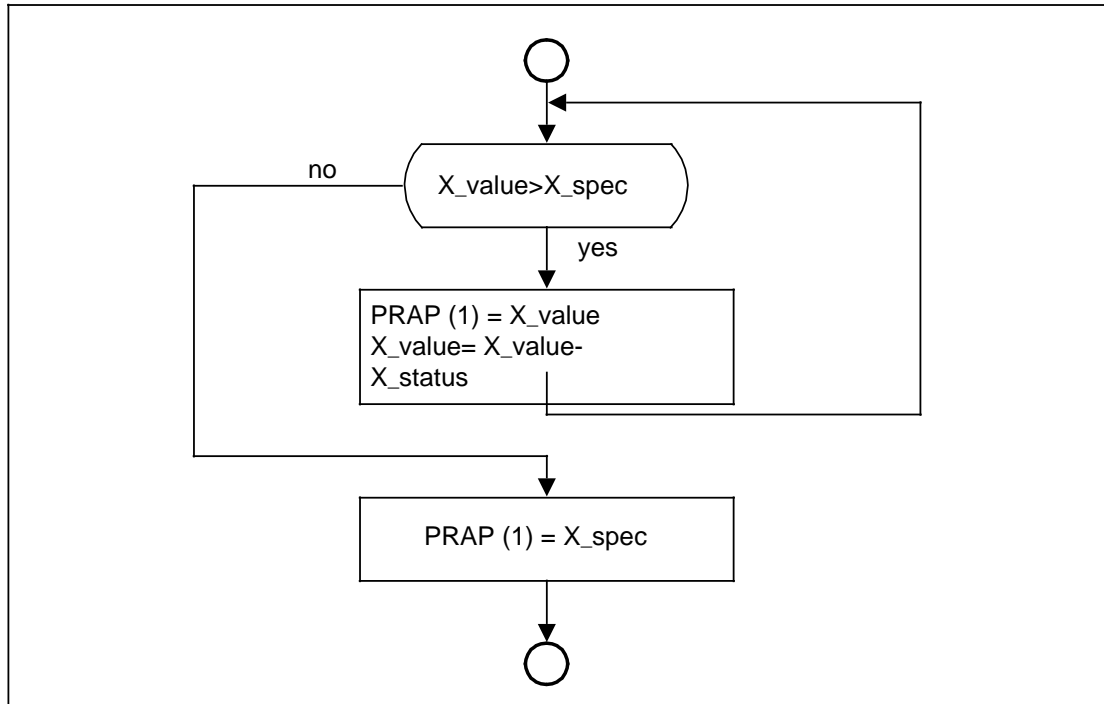 no
X_value>X_spec
yes
PRAP (1) = X_value
X_value= X_value-
X_status
PRAP (1) = X_spec